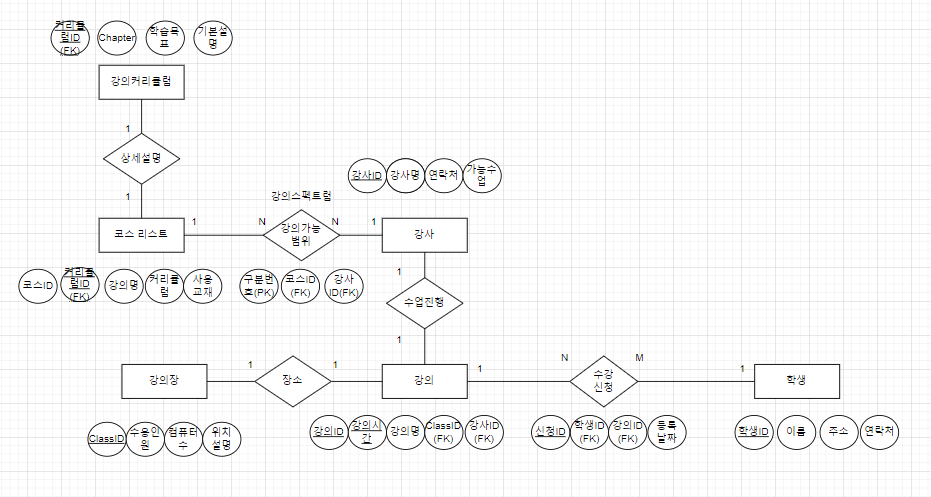 커리큘
럼ID
(FK)
Chapter
학습목
표
기본설
명
강의커리큘럼
1
상세설명
1
강사ID
강사명
연락처
가능수
업
강의스펙트럼
1
N
강의가능
범위
N
1
코스 리스트
강사
코스ID
커리큘
럼ID
(FK)
강의명
커리큘
럼
사용
교재
구분번
호(PK)
코스ID
(FK)
강사
ID(FK)
1
수업진행
1
강의장
1
장소
1
강의
1
N
수강
신청
M
1
학생
ClassID
수용인
원
컴퓨터
수
위치
설명
강의ID
강의시
간
강의명
ClassID
(FK)
강사ID
(FK)
신청ID
학생ID
(FK)
강의ID
(FK)
등록
날짜
학생ID
이름
주소
연락처